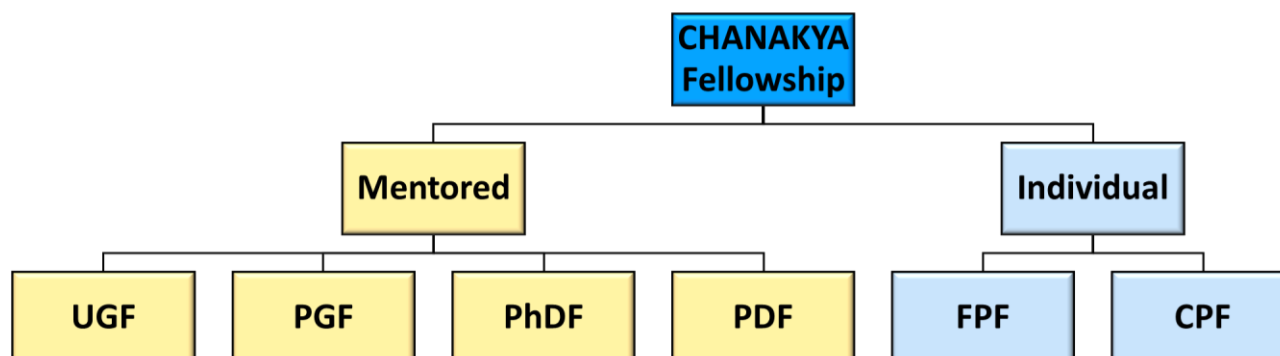 CHANAKYA
Fellowship
Mentored
Individual
UGF
PGF
PhDF
PDF
FPF
CPF